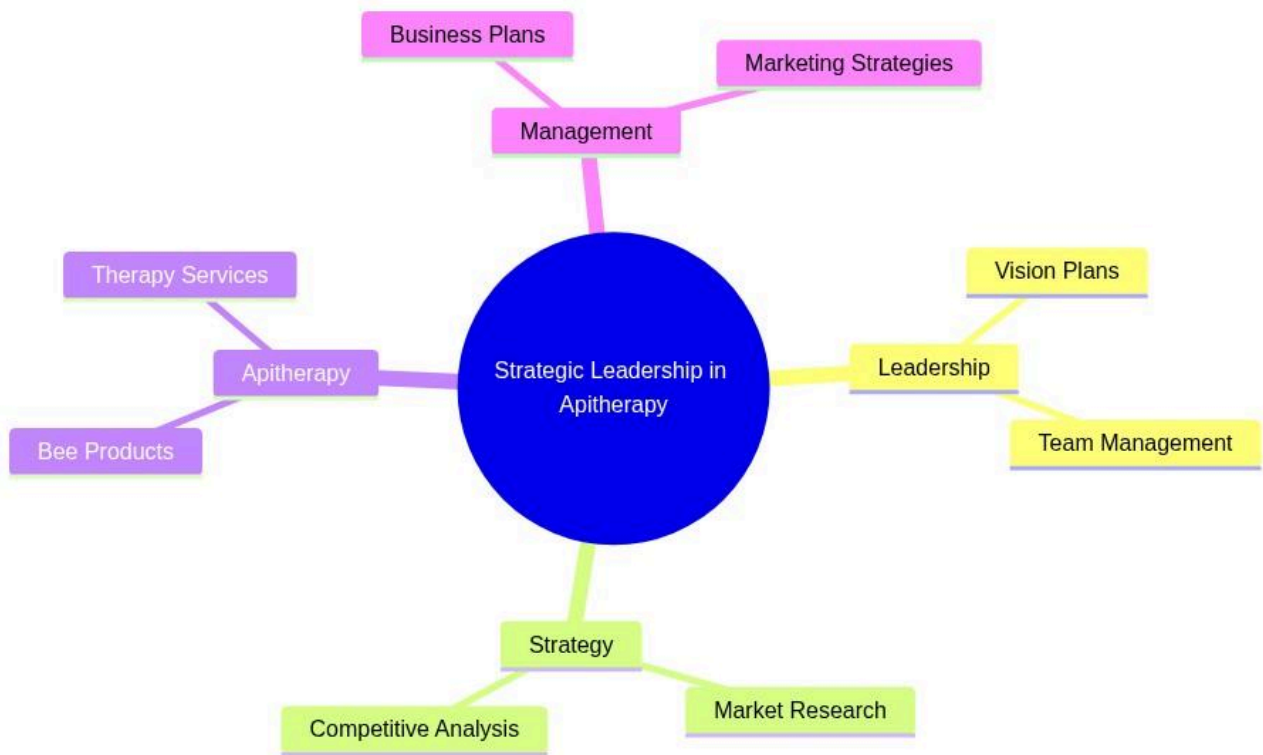 Business Plans
Marketing Strategies
Management
Therapy Services
Vision Plans
Apitherapy
Strategic Leadership in
Apitherapy
Leadership
Bee Products
Team Management
Strategy
Competitive Analysis
Market Research